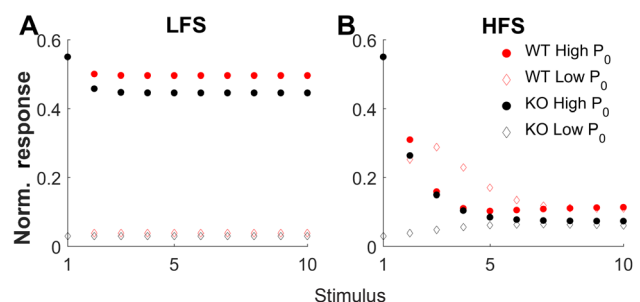 A
LFS
B
HFS
0.6
0.4
0.2
0
Norm. response
1
5
10
0.6
0.4
0.2
0
1
5
10
WT High P0
WT Low P0
KO High P0
KO Low P0
Stimulus